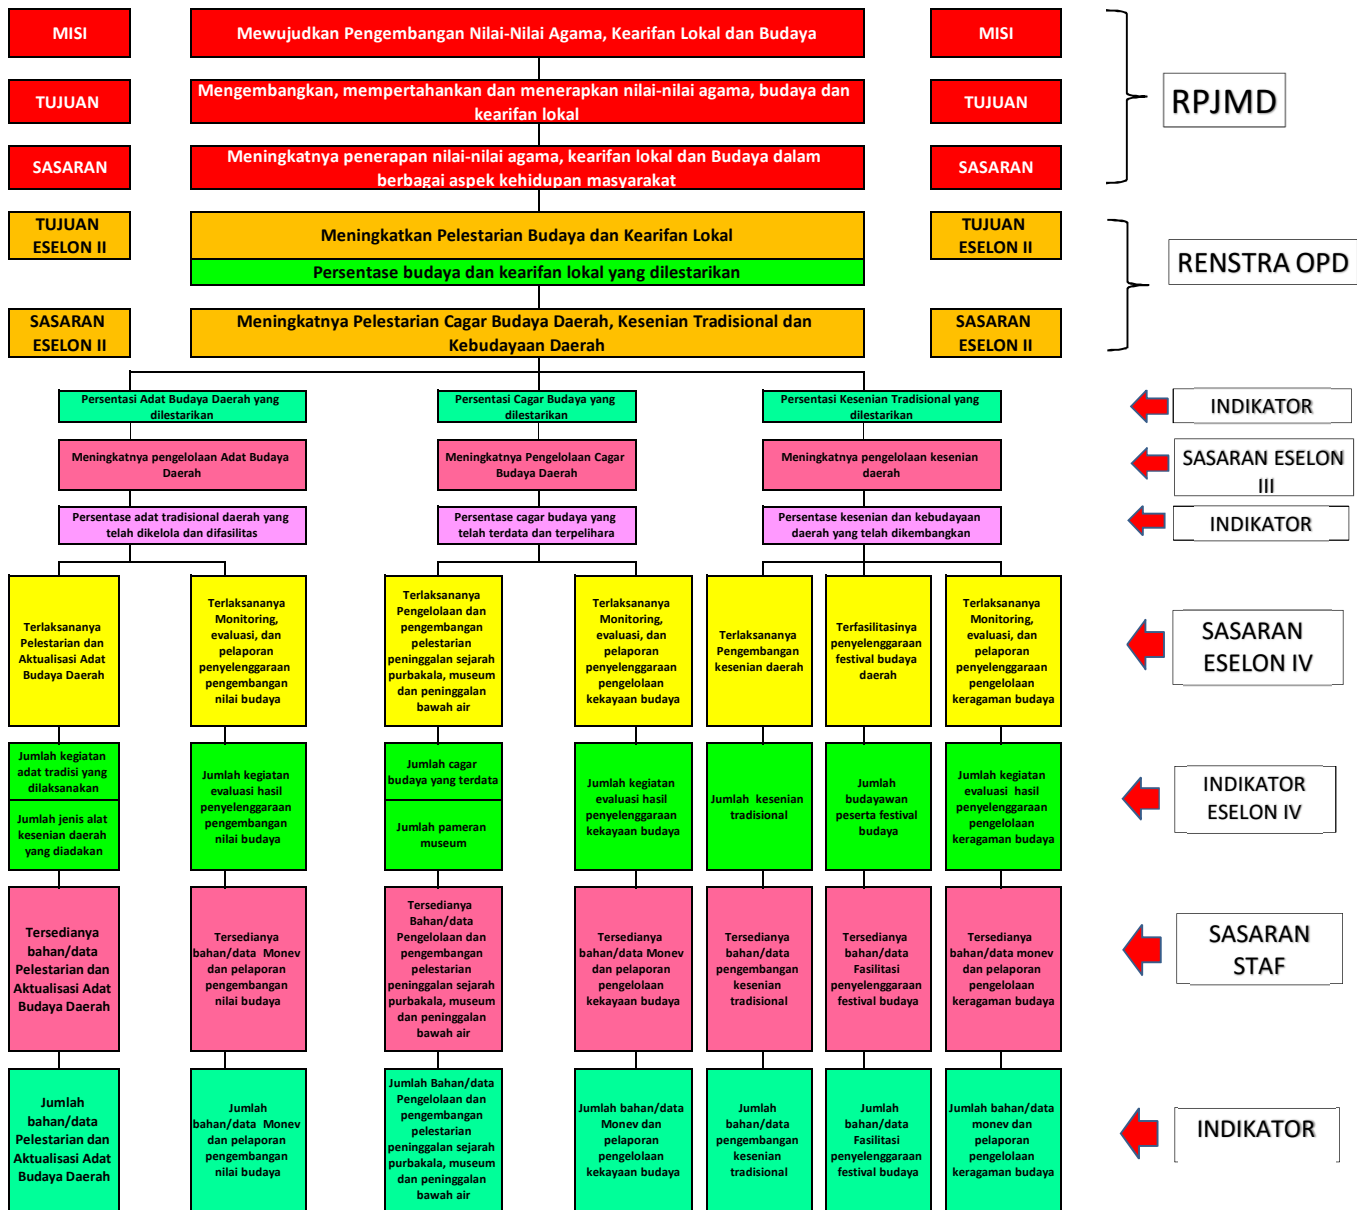 MISI
Mewujudkan Pengembangan Nilai-Nilai Agama, Kearifan Lokal dan Budaya
MISI
TUJUAN
Mengembangkan, mempertahankan dan menerapkan nilai-nilai agama, budaya dan
kearifan lokal
TUJUAN
RPJMD
SASARAN
Meningkatnya penerapan nilai-nilai agama, kearifan lokal dan Budaya dalam
berbagai aspek kehidupan masyarakat
SASARAN
TUJUAN
ESELON II
Meningkatkan Pelestarian Budaya dan Kearifan Lokal
TUJUAN
ESELON II
Persentase budaya dan kearifan lokal yang dilestarikan
RENSTRA OPD
SASARAN
ESELON II
Meningkatnya Pelestarian Cagar Budaya Daerah, Kesenian Tradisional dan
Kebudayaan Daerah
SASARAN
ESELON II
Persentasi Adat Budaya Daerah yang
dilestarikan
Persentasi Cagar Budaya yang
dilestarikan
Persentasi Kesenian Tradisional yang
dilestarikan
INDIKATOR
Meningkatnya pengelolaan Adat Budaya
Daerah
Meningkatnya Pengelolaan Cagar
Budaya Daerah
Meningkatnya pengelolaan kesenian
daerah
SASARAN ESELON
III
Persentase adat tradisional daerah yang
telah dikelola dan difasilitas
Persentase cagar budaya yang
telah terdata dan terpelihara
Persentase kesenian dan kebudayaan
daerah yang telah dikembangkan
INDIKATOR
Terlaksananya
Pelestarian dan
Aktualisasi Adat
Budaya Daerah
Terlaksananya
Monitoring,
evaluasi, dan
pelaporan
penyelenggaraan
pengembangan
nilai budaya
Terlaksananya
Pengelolaan dan
pengembangan
pelestarian
peninggalan sejarah
purbakala, museum
dan peninggalan
bawah air
Terlaksananya
Monitoring,
evaluasi, dan
pelaporan
penyelenggaraan
pengelolaan
kekayaan budaya
Terlaksananya
Pengembangan
kesenian daerah
Terfasilitasinya
penyelenggaraan
festival budaya
daerah
Terlaksananya
Monitoring,
evaluasi, dan
pelaporan
penyelenggaraan
pengelolaan
keragaman budaya
SASARAN
ESELON IV
Jumlah kegiatan
adat tradisi yang
dilaksanakan
Jumlah jenis alat
kesenian daerah
yang diadakan
Jumlah kegiatan
evaluasi hasil
penyelenggaraan
pengembangan
nilai budaya
Jumlah cagar
budaya yang terdata
Jumlah pameran
museum
Jumlah kegiatan
evaluasi hasil
penyelenggaraan
kekayaan budaya
Jumlah kesenian
tradisional
Jumlah
budayawan
peserta festival
budaya
Jumlah kegiatan
evaluasi hasil
penyelenggaraan
pengelolaan
keragaman budaya
INDIKATOR
ESELON IV
Tersedianya
bahan/data
Pelestarian dan
Aktualisasi Adat
Budaya Daerah
Tersedianya
bahan/data Monev
dan pelaporan
pengembangan
nilai budaya
Tersedianya
Bahan/data
Pengelolaan dan
pengembangan
pelestarian
peninggalan sejarah
purbakala, museum
dan peninggalan
bawah air
Tersedianya
bahan/data Monev
dan pelaporan
pengelolaan
kekayaan budaya
Tersedianya
bahan/data
pengembangan
kesenian
tradisional
Tersedianya
bahan/data
Fasilitasi
penyelenggaraan
festival budaya
Tersedianya
bahan/data monev
dan pelaporan
pengelolaan
keragaman budaya
SASARAN
STAF
Jumlah
bahan/data
Pelestarian dan
Aktualisasi Adat
Budaya Daerah
Jumlah
bahan/data Monev
dan pelaporan
pengembangan
nilai budaya
Jumlah Bahan/data
Pengelolaan dan
pengembangan
pelestarian
peninggalan sejarah
purbakala, museum
dan peninggalan
bawah air
Jumlah bahan/data
Monev dan
pelaporan
pengelolaan
kekayaan budaya
Jumlah
bahan/data
pengembangan
kesenian
tradisional
Jumlah
bahan/data
Fasilitasi
penyelenggaraan
festival budaya
Jumlah bahan/data
monev dan
pelaporan
pengelolaan
keragaman budaya
INDIKATOR